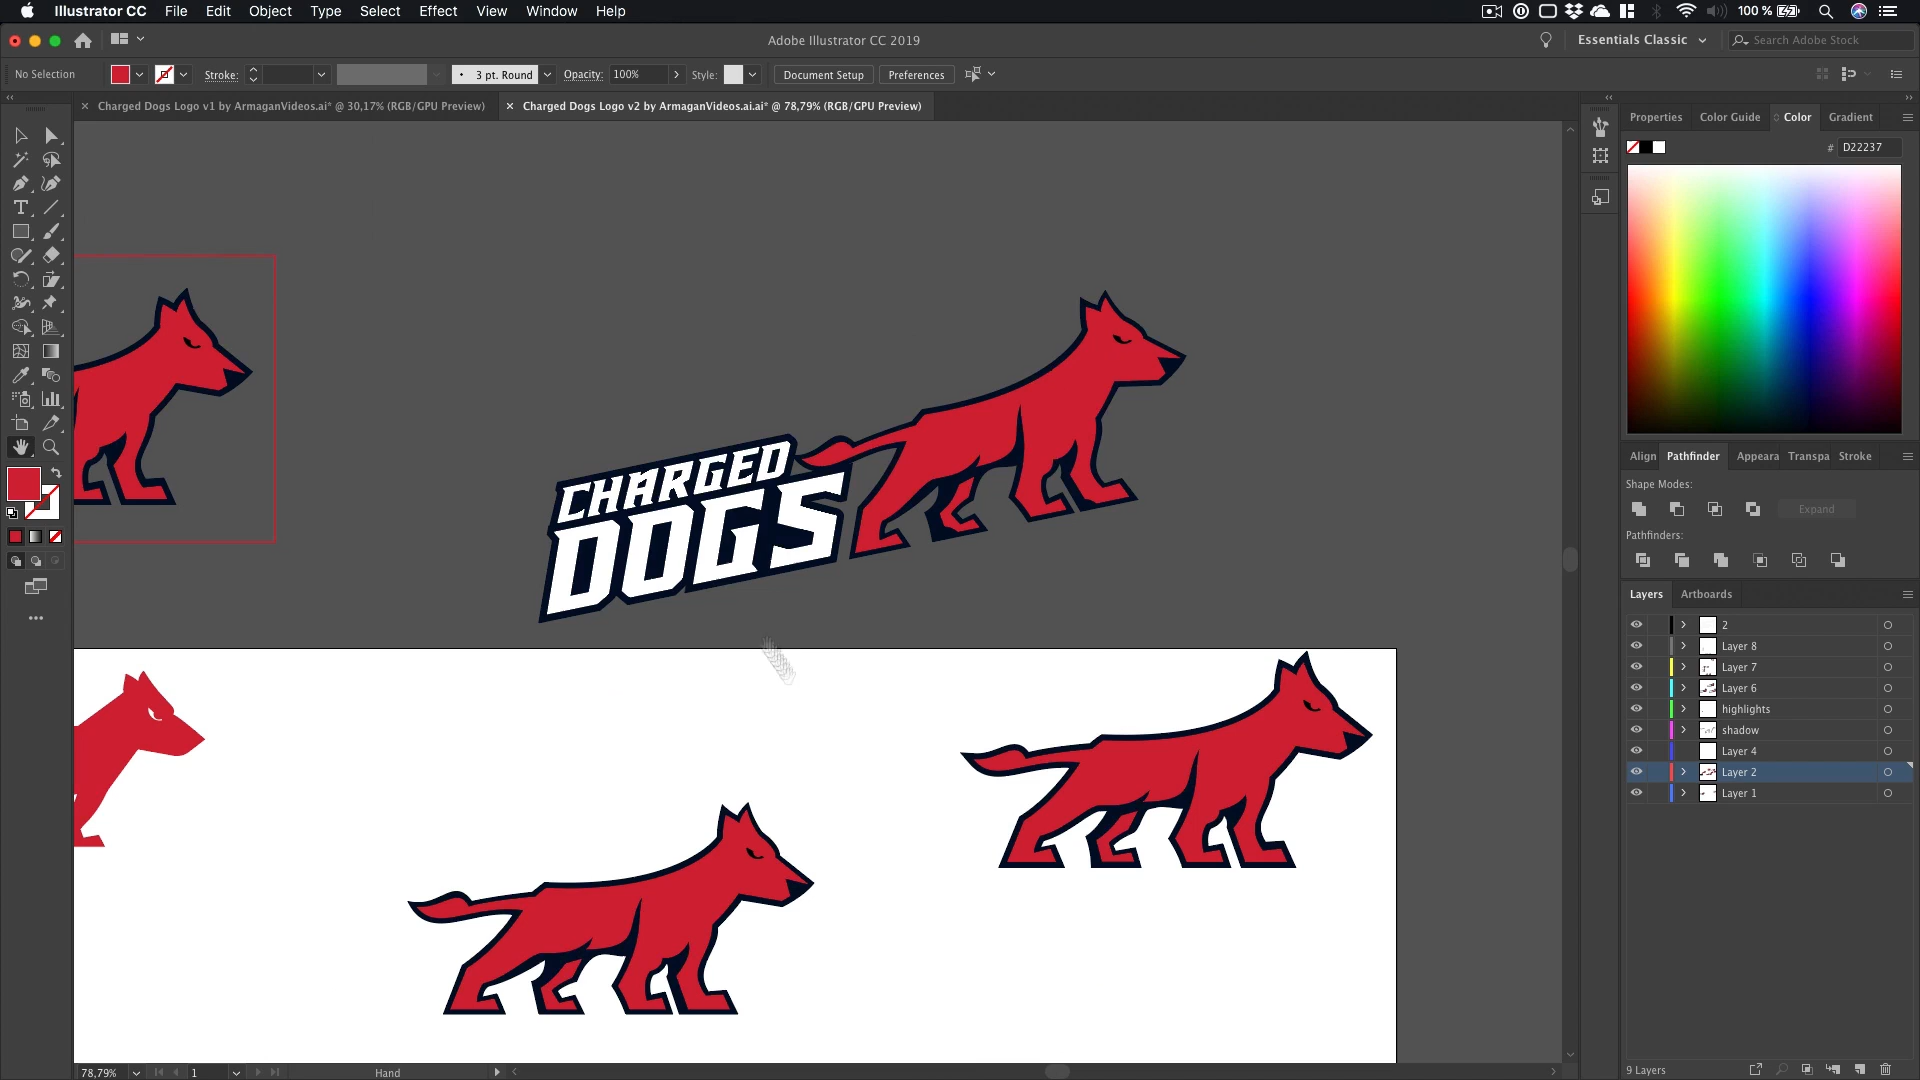 Illustrator CC File Edit Object Type Select Effect View Window Help 100 %
Adobe Illustrator CC 2019 Essentials Classic Search Adobe Stock
No Selection Stroke: 3 pt. Round Opacity: 100% Style: Document Setup Preferences
Charged Dogs Logo v1 by ArmaganVideos.ai* @ 30,17% (RGB/GPU Preview) Charged Dogs Logo v2 by ArmaganVideos.ai.ai* @ 78,79% (RGB/GPU Preview)
Properties Color Guide Color Gradient
# D22237
CHARGED
DOGS
Align Pathfinder Appeara Transpa Stroke
Shape Modes:
Expand
Pathfinders:
Layers Artboards
2
Layer 8
Layer 7
Layer 6
highlights
shadow
Layer 4
Layer 2
Layer 1
78,79% 1 Hand 9 Layers